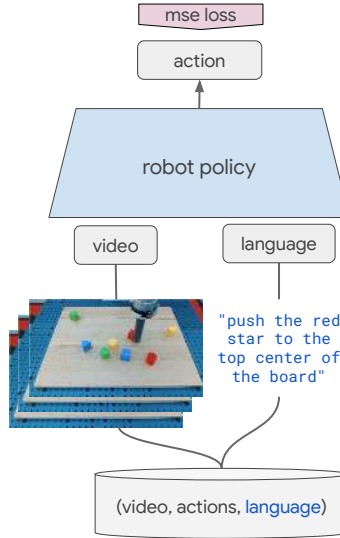 mse loss
action
robot policy
video
language
"push the red
star to the
top center of
the board"
(video, actions, language)